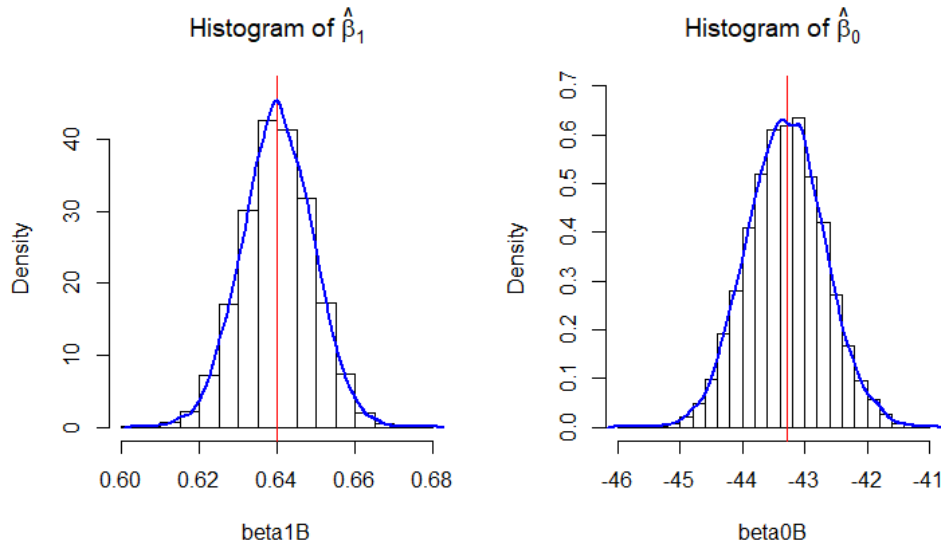 Histogram of β̂₁
Density
0 10 20 30 40
0.60 0.62 0.64 0.66 0.68
beta1B
Histogram of β̂₀
Density
0.0 0.1 0.2 0.3 0.4 0.5 0.6 0.7
-46 -45 -44 -43 -42 -41
beta0B